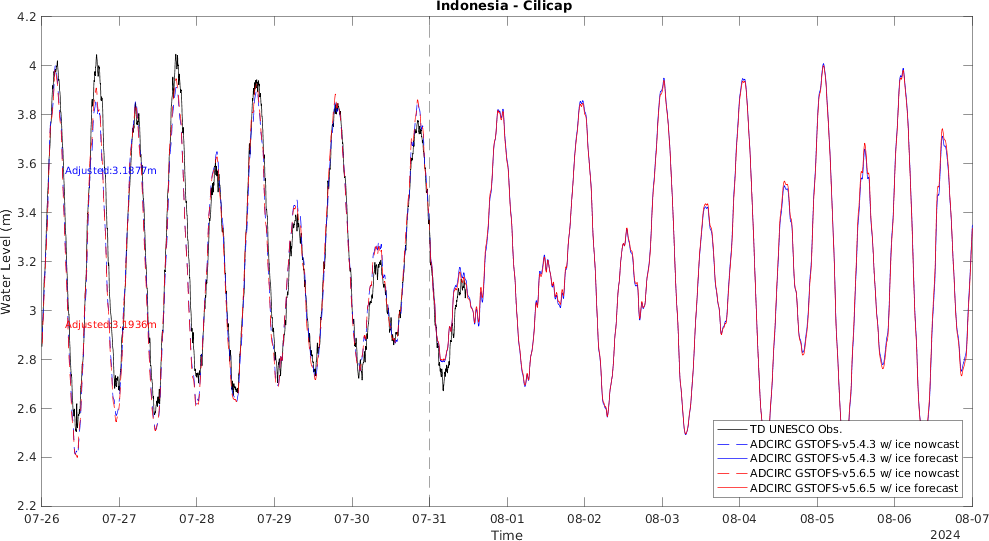 Indonesia - Cilicap
4.2
4
3.8
3.6
3.4
3.2
3
2.8
2.6
2.4
2.2
Water Level (m)
Adjusted:3.1877m
Adjusted:3.1936m
TD UNESCO Obs.
ADCIRC GSTOFS-v5.4.3 w/ ice nowcast
ADCIRC GSTOFS-v5.4.3 w/ ice forecast
ADCIRC GSTOFS-v5.6.5 w/ ice nowcast
ADCIRC GSTOFS-v5.6.5 w/ ice forecast
07-26 07-27 07-28 07-29 07-30 07-31 08-01 08-02 08-03 08-04 08-05 08-06 08-07
Time
2024